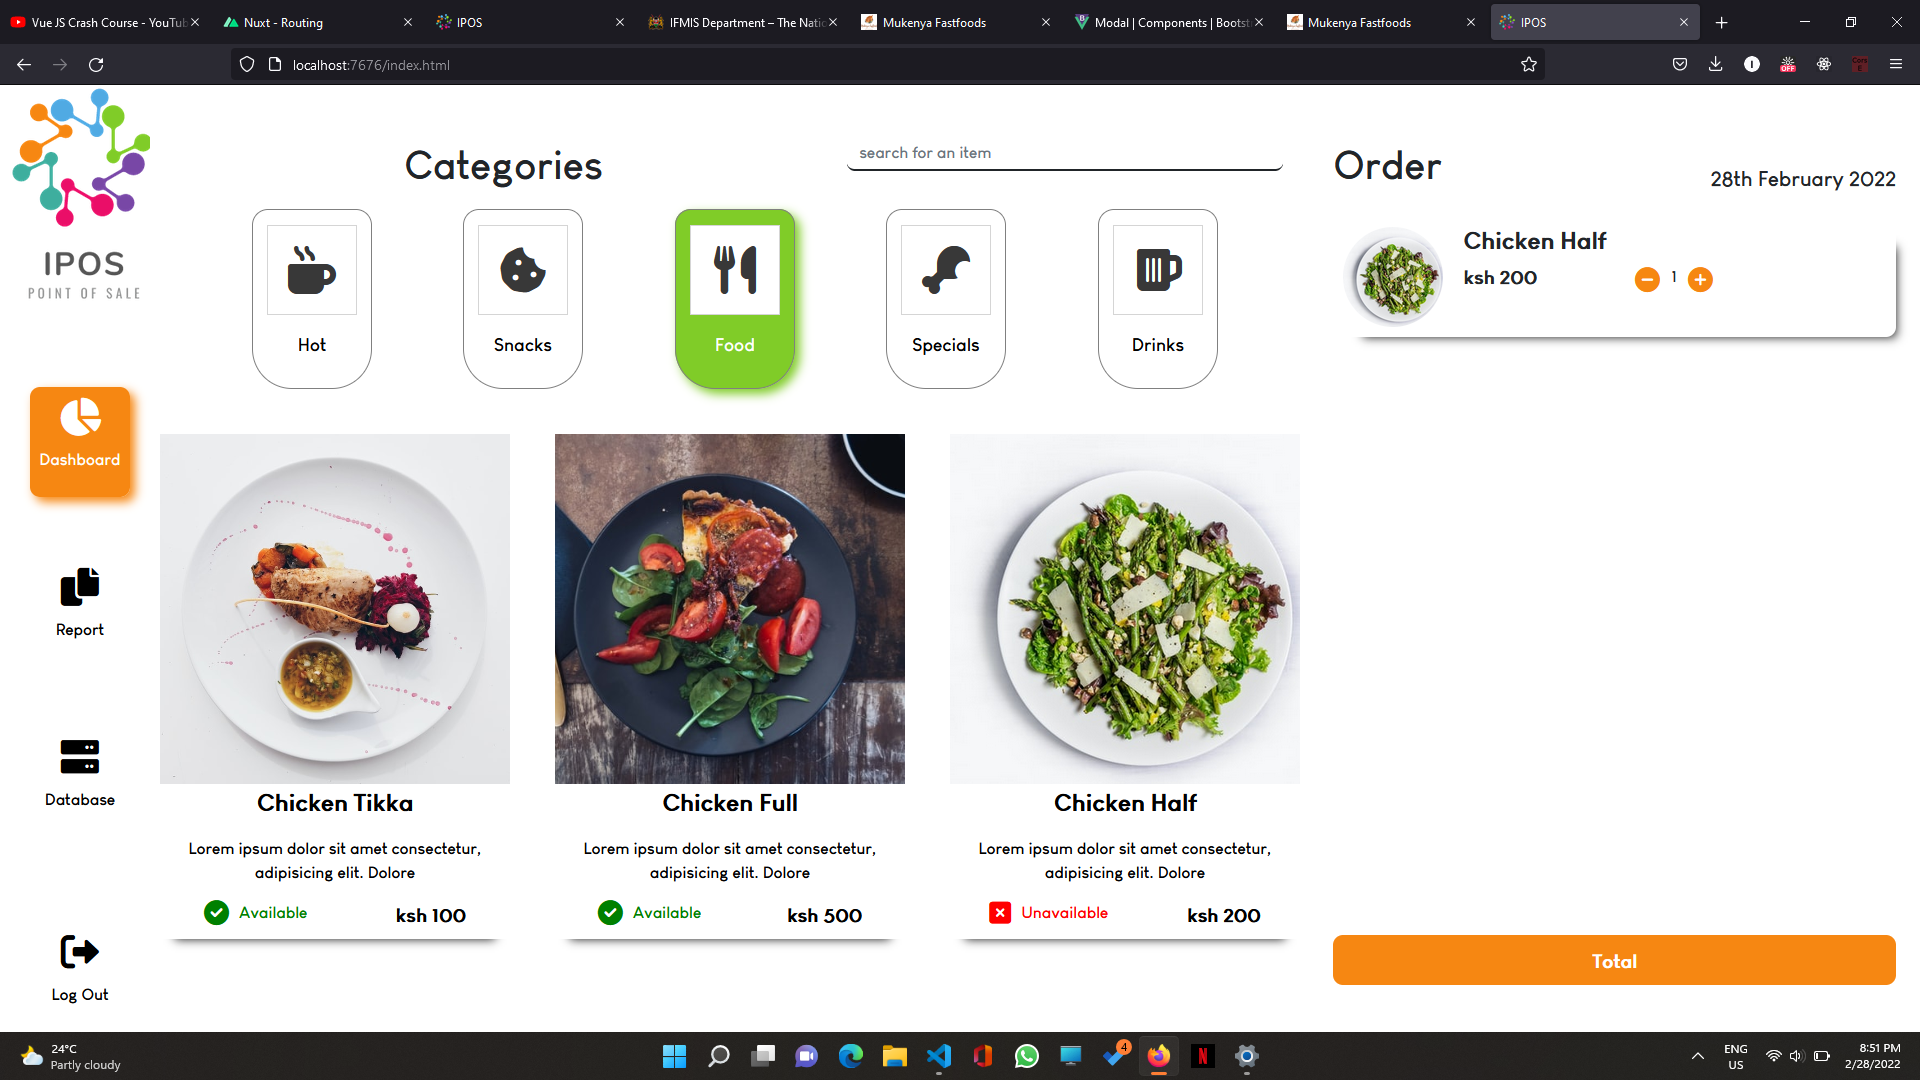 Vue JS Crash Course - YouTub
Nuxt - Routing
IPOS
IFMIS Department – The Natio
Mukenya Fastfoods
Modal | Components | Bootst
Mukenya Fastfoods
IPOS
localhost:7676/index.html
OFF
IPOS
POINT OF SALE
Categories
search for an item
Order
28th February 2022
Hot
Snacks
Food
Specials
Drinks
Chicken Half
ksh 200
1
Dashboard
Report
Database
Log Out
Chicken Tikka
Lorem ipsum dolor sit amet consectetur,
adipisicing elit. Dolore
Available
ksh 100
Chicken Full
Lorem ipsum dolor sit amet consectetur,
adipisicing elit. Dolore
Available
ksh 500
Chicken Half
Lorem ipsum dolor sit amet consectetur,
adipisicing elit. Dolore
Unavailable
ksh 200
Total
24°C
Partly cloudy
4
N
ENG
US
8:51 PM
2/28/2022